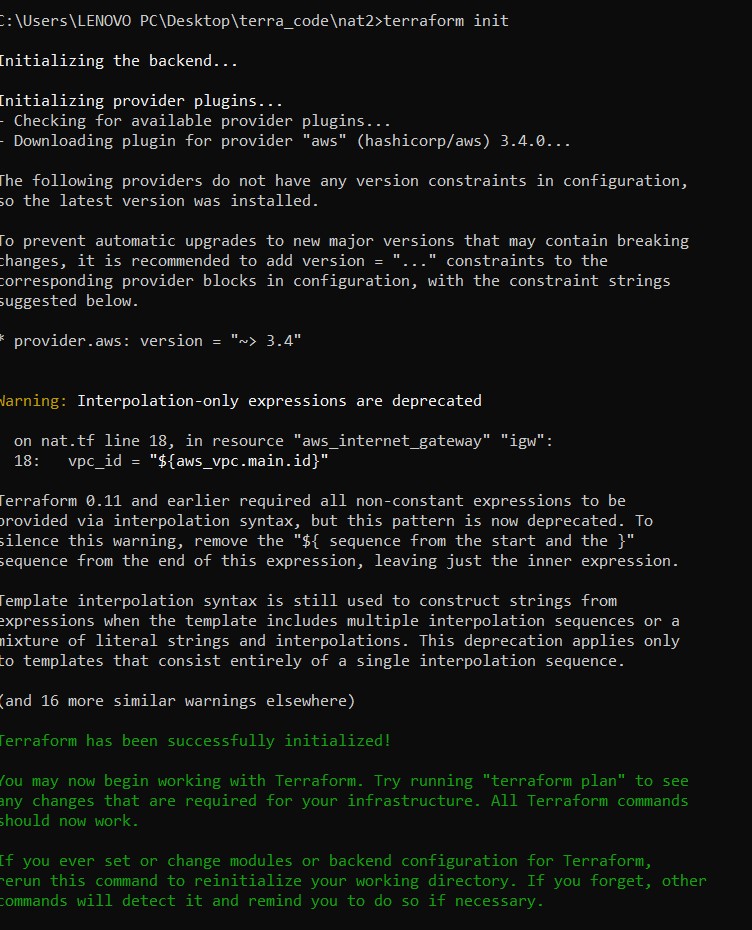 C:\Users\LENOVO PC\Desktop\terra_code\nat2>terraform init
Initializing the backend...
Initializing provider plugins...
- Checking for available provider plugins...
- Downloading plugin for provider "aws" (hashicorp/aws) 3.4.0...
The following providers do not have any version constraints in configuration,
so the latest version was installed.
To prevent automatic upgrades to new major versions that may contain breaking
changes, it is recommended to add version = "..." constraints to the
corresponding provider blocks in configuration, with the constraint strings
suggested below.
* provider.aws: version = "~> 3.4"
Warning: Interpolation-only expressions are deprecated
on nat.tf line 18, in resource "aws_internet_gateway" "igw":
18:   vpc_id = "${aws_vpc.main.id}"
Terraform 0.11 and earlier required all non-constant expressions to be
provided via interpolation syntax, but this pattern is now deprecated. To
silence this warning, remove the "${ sequence from the start and the }"
sequence from the end of this expression, leaving just the inner expression.
Template interpolation syntax is still used to construct strings from
expressions when the template includes multiple interpolation sequences or a
mixture of literal strings and interpolations. This deprecation applies only
to templates that consist entirely of a single interpolation sequence.
(and 16 more similar warnings elsewhere)
Terraform has been successfully initialized!
You may now begin working with Terraform. Try running "terraform plan" to see
any changes that are required for your infrastructure. All Terraform commands
should now work.
If you ever set or change modules or backend configuration for Terraform,
rerun this command to reinitialize your working directory. If you forget, other
commands will detect it and remind you to do so if necessary.